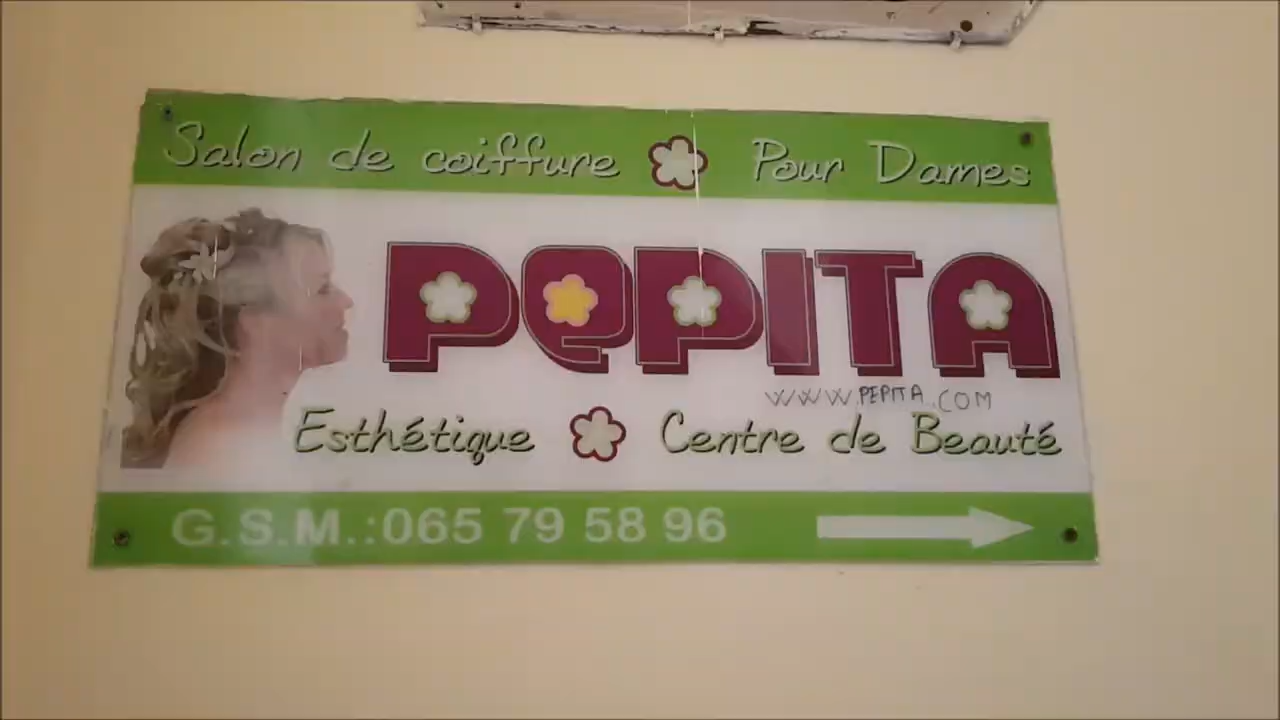 Salon de coiffure Pour Dames
PEPITA
WWW.PEPITA.COM
Esthétique Centre de Beauté
G.S.M.:065 79 58 96